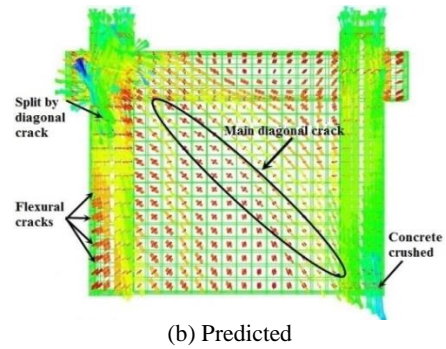 Split by
diagonal
crack
Main diagonal crack
Flexural
cracks
Concrete
crushed
(b) Predicted